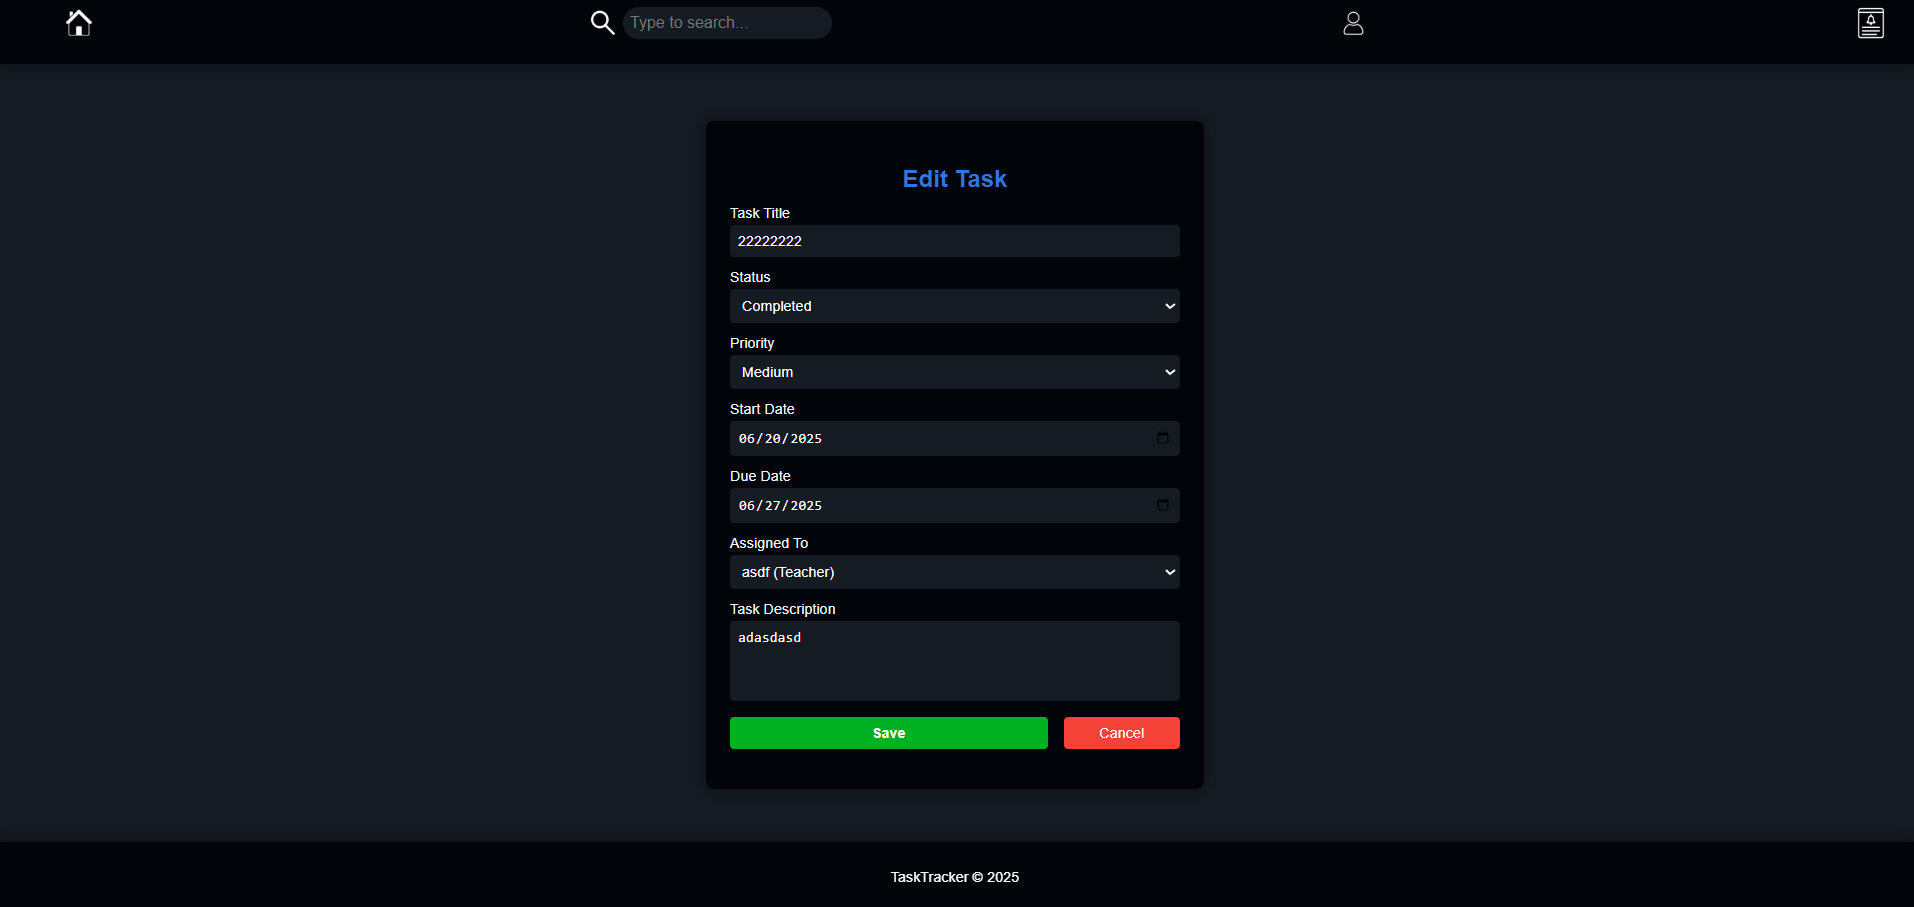 Type to search...
Edit Task
Task Title
22222222
Status
Completed
Priority
Medium
Start Date
06/20/2025
Due Date
06/27/2025
Assigned To
asdf (Teacher)
Task Description
adasdasd
Save Cancel
TaskTracker © 2025